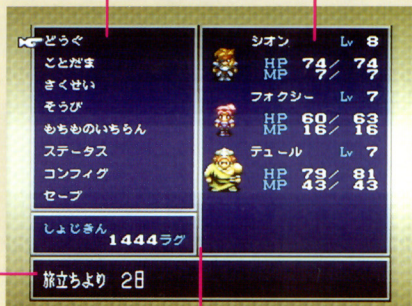 どうぐ
ことだま
さくせい
そうび
もちものいちらん
ステータス
コンフィグ
セーブ
しょじきん
1444ラグ
旅立ちより 2日
シオン Lv 8
HP 74/ 74
MP 7/ 7
フォクシー Lv 7
HP 60/ 63
MP 16/ 16
テュール Lv 7
HP 79/ 81
MP 43/ 43